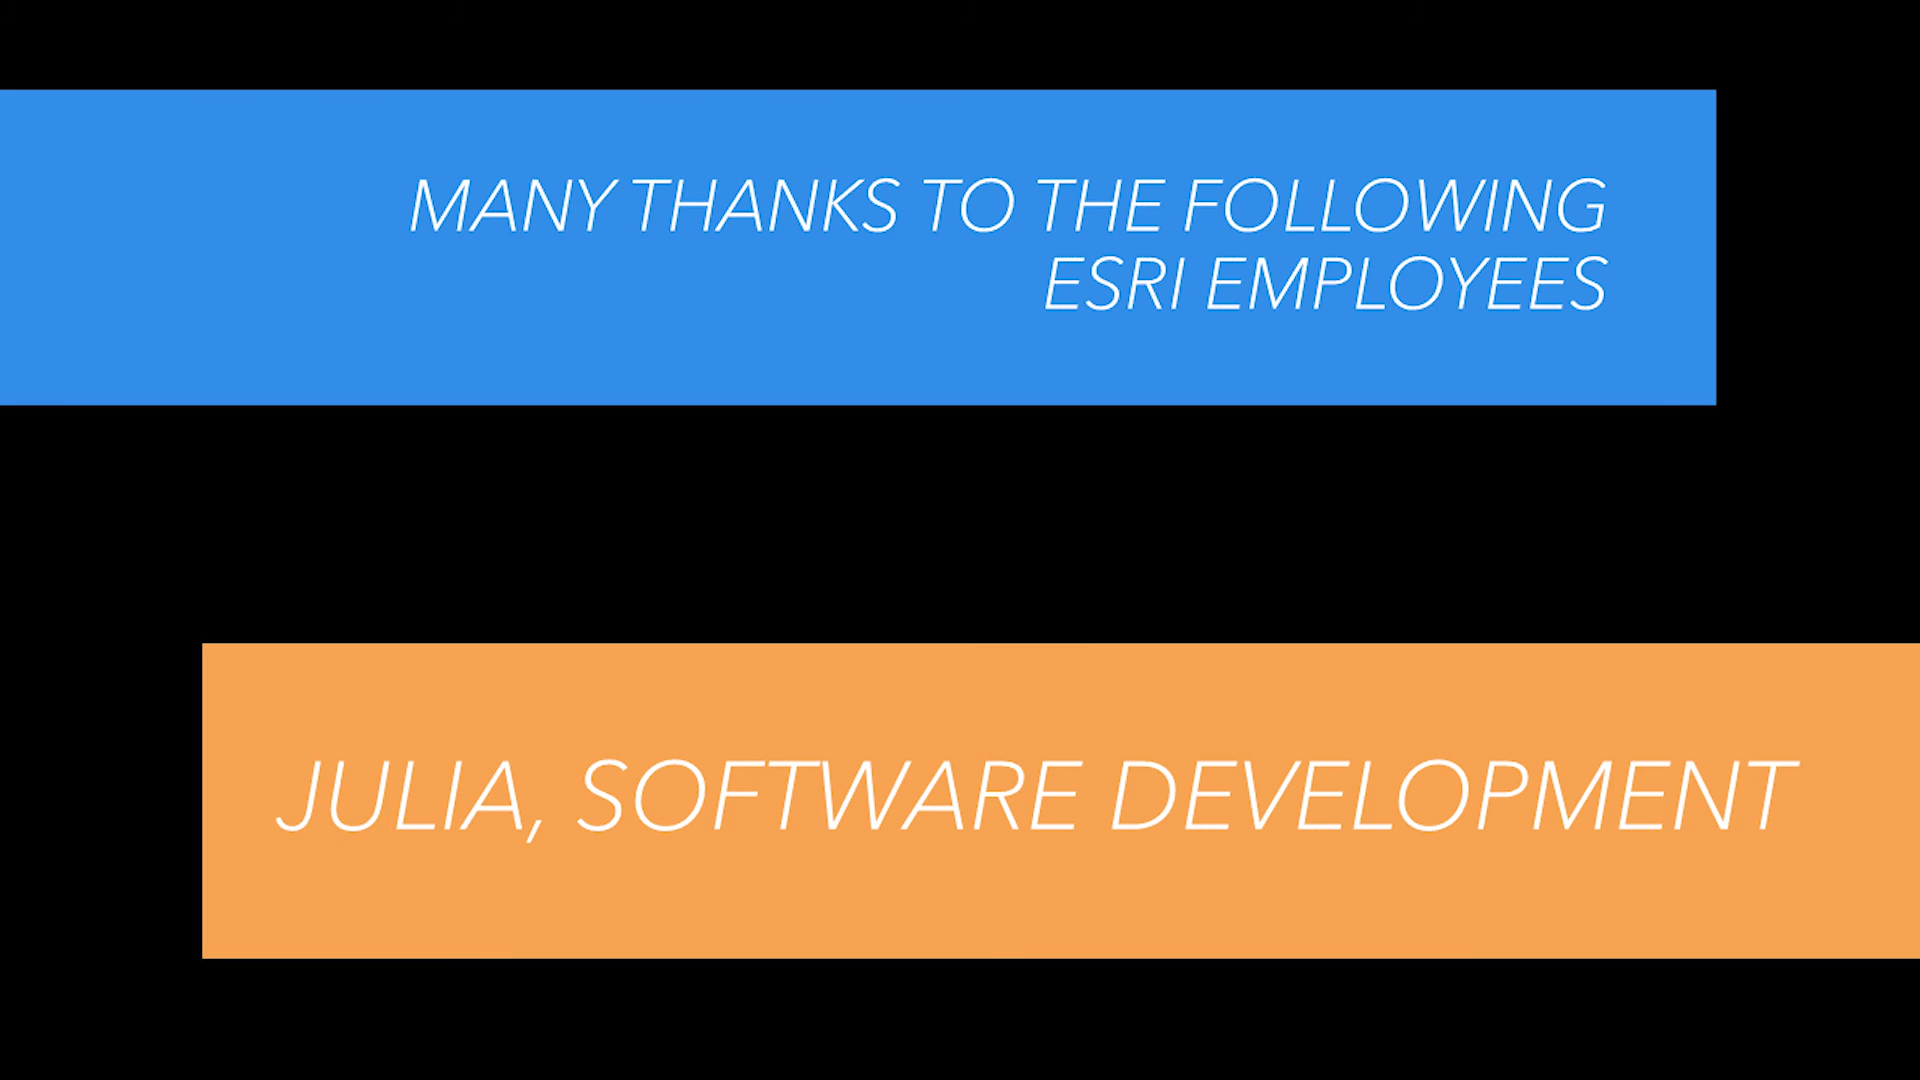 MANY THANKS TO THE FOLLOWING
ESRI EMPLOYEES
JULIA, SOFTWARE DEVELOPMENT